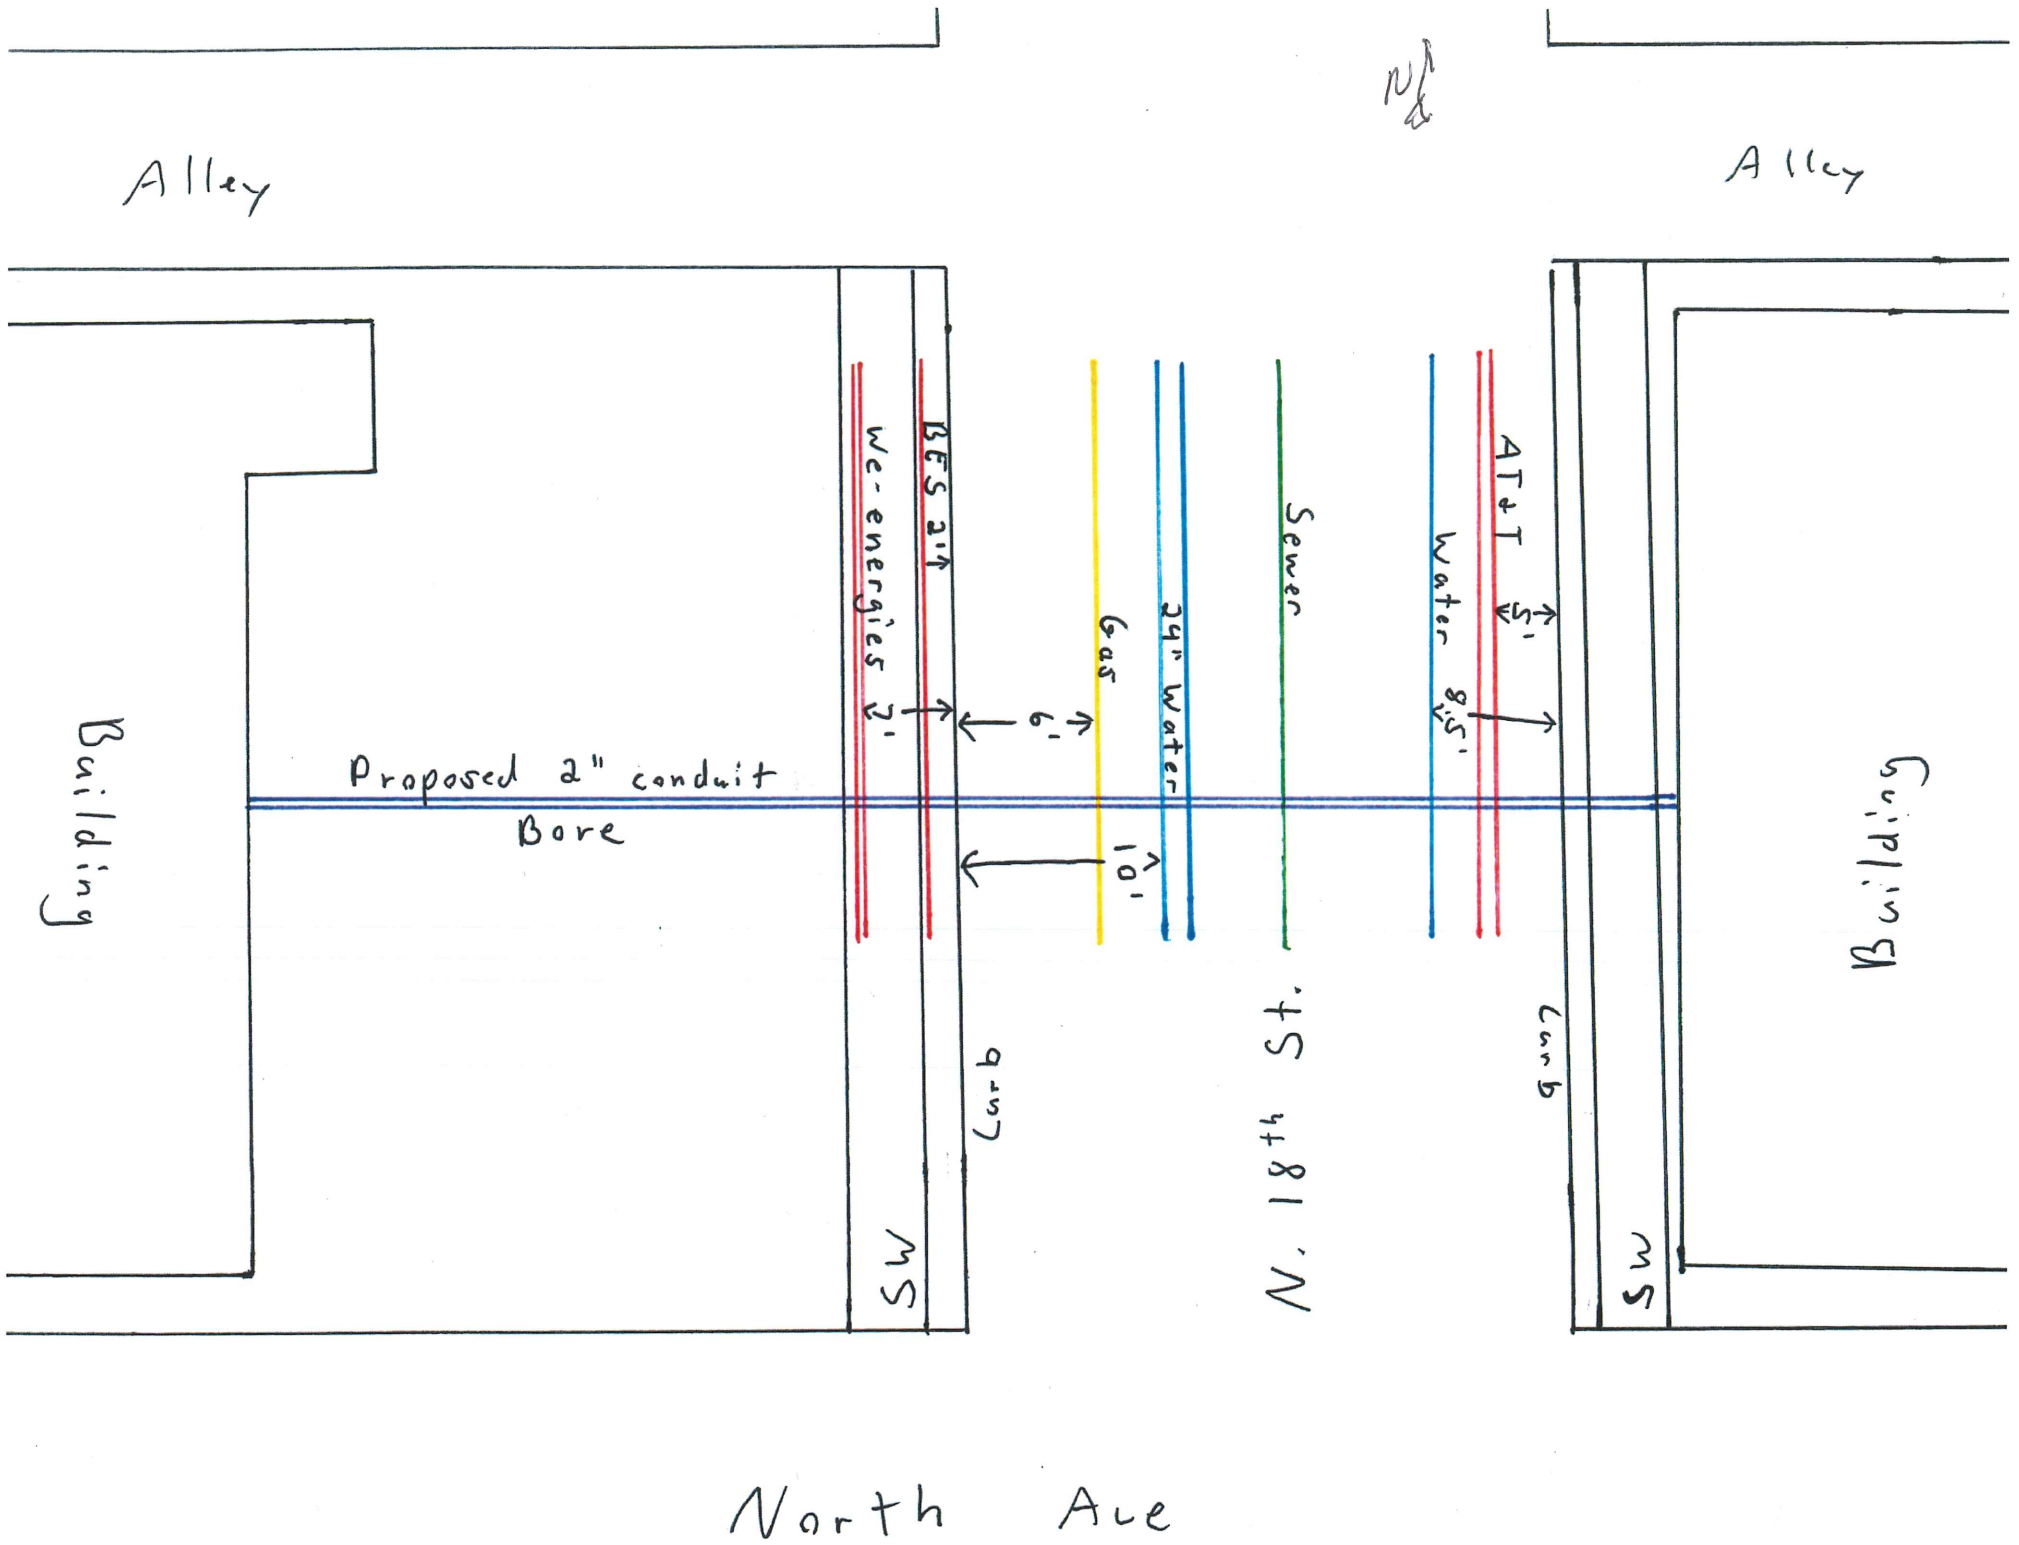 N
Alley
Alley
BES 2'
We-energies 7'
AT&T
5'
Sewer
Water 8.5'
24" Water
Gas
6'
Proposed 2" conduit
Bore
10'
Building
Building
N. 18th St.
Curb
Curb
SW
SW
North Ave